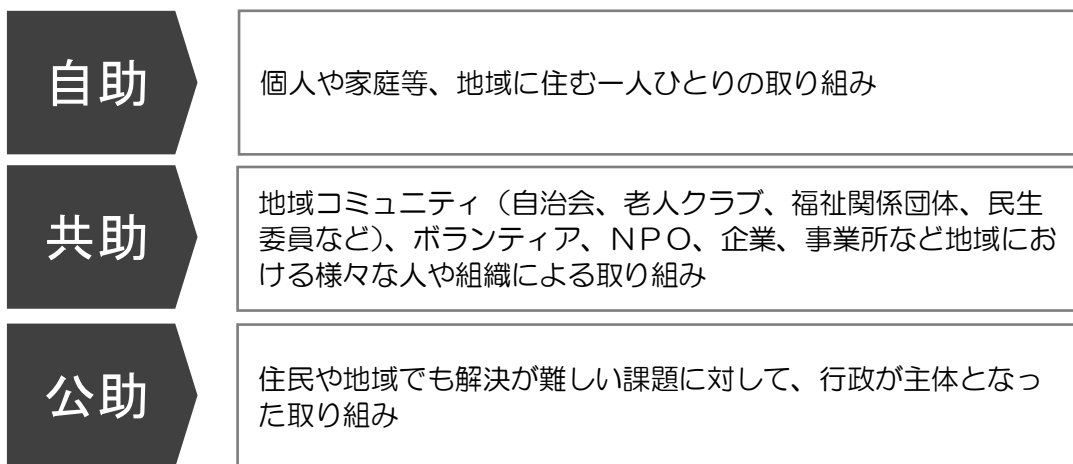 自助
個人や家庭等、地域に住む一人ひとりの取り組み
共助
地域コミュニティ（自治会、老人クラブ、福祉関係団体、民生
委員など）、ボランティア、ＮＰＯ、企業、事業所など地域にお
ける様々な人や組織による取り組み
公助
住民や地域でも解決が難しい課題に対して、行政が主体となっ
た取り組み